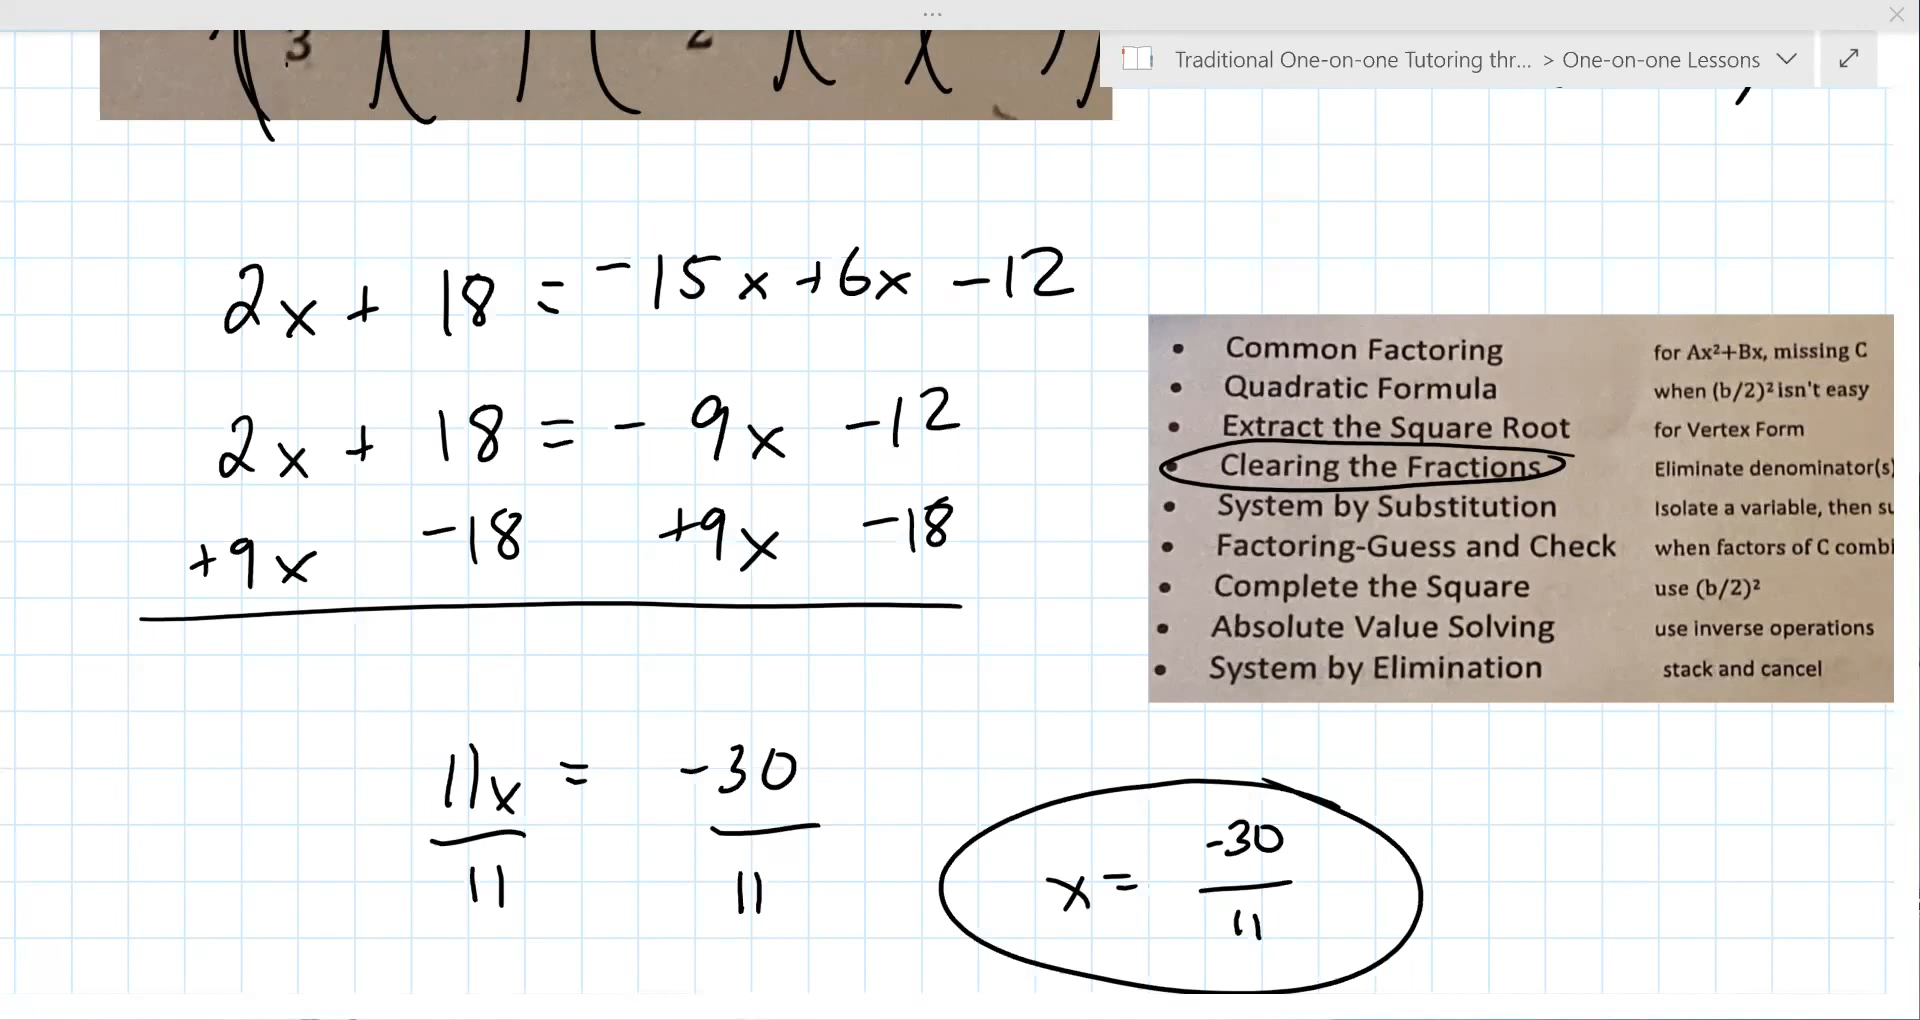 ...
3 2
Traditional One-on-one Tutoring thr... > One-on-one Lessons
2x + 18 = -15x +6x -12
2x + 18 = - 9x -12
+9x -18 +9x -18
11x = -30
11 11
x = -30
11
• Common Factoring for Ax²+Bx, missing C
• Quadratic Formula when (b/2)² isn't easy
• Extract the Square Root for Vertex Form
• Clearing the Fractions Eliminate denominator(s)
• System by Substitution Isolate a variable, then su
• Factoring-Guess and Check when factors of C combi
• Complete the Square use (b/2)²
• Absolute Value Solving use inverse operations
• System by Elimination stack and cancel